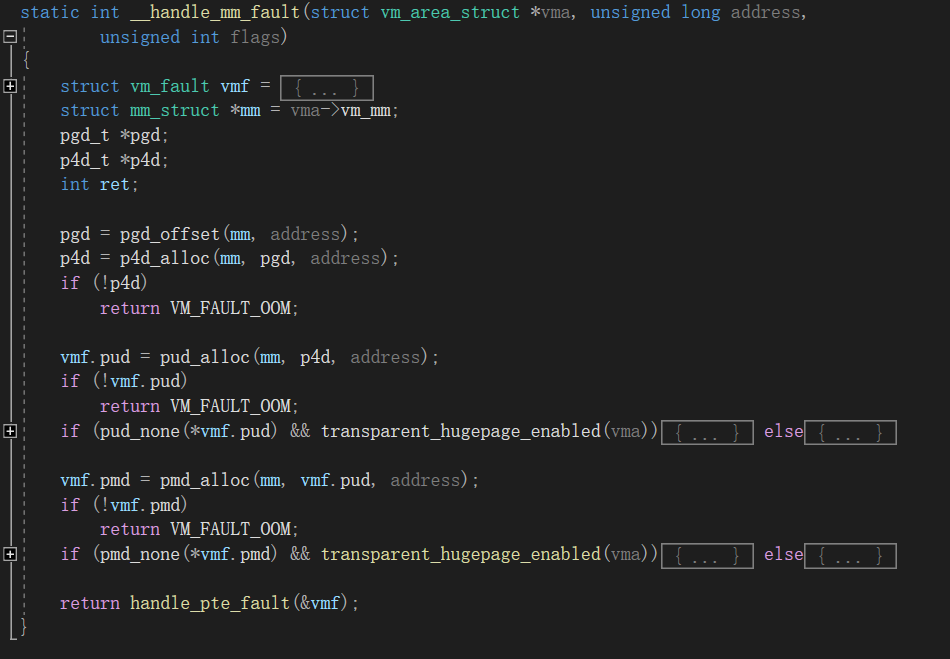 static int __handle_mm_fault(struct vm_area_struct *vma, unsigned long address,
        unsigned int flags)
{
    struct vm_fault vmf = { ... }
    struct mm_struct *mm = vma->vm_mm;
    pgd_t *pgd;
    p4d_t *p4d;
    int ret;

    pgd = pgd_offset(mm, address);
    p4d = p4d_alloc(mm, pgd, address);
    if (!p4d)
        return VM_FAULT_OOM;

    vmf.pud = pud_alloc(mm, p4d, address);
    if (!vmf.pud)
        return VM_FAULT_OOM;
    if (pud_none(*vmf.pud) && transparent_hugepage_enabled(vma)){ ... } else{ ... }

    vmf.pmd = pmd_alloc(mm, vmf.pud, address);
    if (!vmf.pmd)
        return VM_FAULT_OOM;
    if (pmd_none(*vmf.pmd) && transparent_hugepage_enabled(vma)){ ... } else{ ... }

    return handle_pte_fault(&vmf);
}